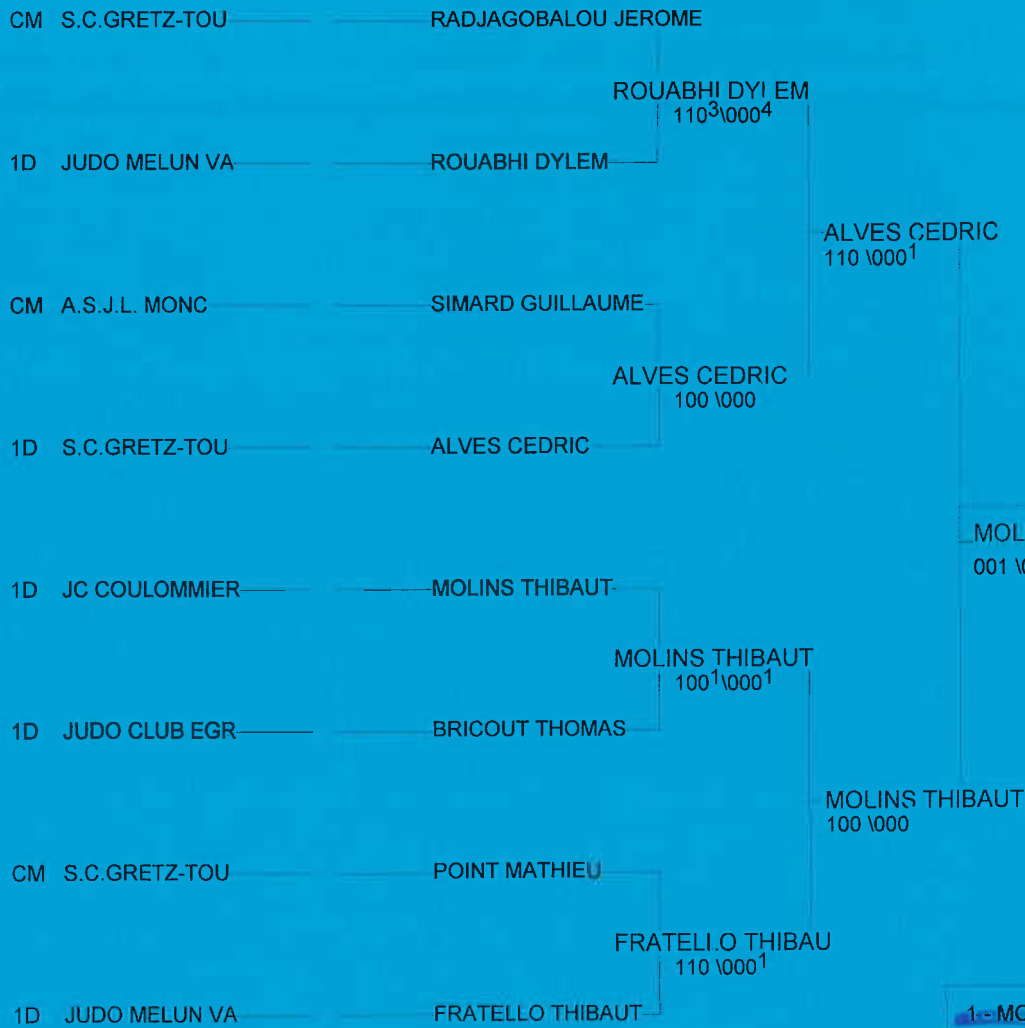 CM S.C.GRETZ-TOU RADJAGOBALOU JEROME
ROUABHI DYLEM
110³\000⁴
1D JUDO MELUN VA ROUABHI DYLEM
ALVES CEDRIC
110 \000¹
CM A.S.J.L. MONC SIMARD GUILLAUME
ALVES CEDRIC
100 \000
1D S.C.GRETZ-TOU ALVES CEDRIC
MOL
001 \0
1D JC COULOMMIER MOLINS THIBAUT
MOLINS THIBAUT
100¹\000¹
1D JUDO CLUB EGR BRICOUT THOMAS
MOLINS THIBAUT
100 \000
CM S.C.GRETZ-TOU POINT MATHIEU
FRATELLO THIBAU
110 \000¹
1D JUDO MELUN VA FRATELLO THIBAUT
1 - MO